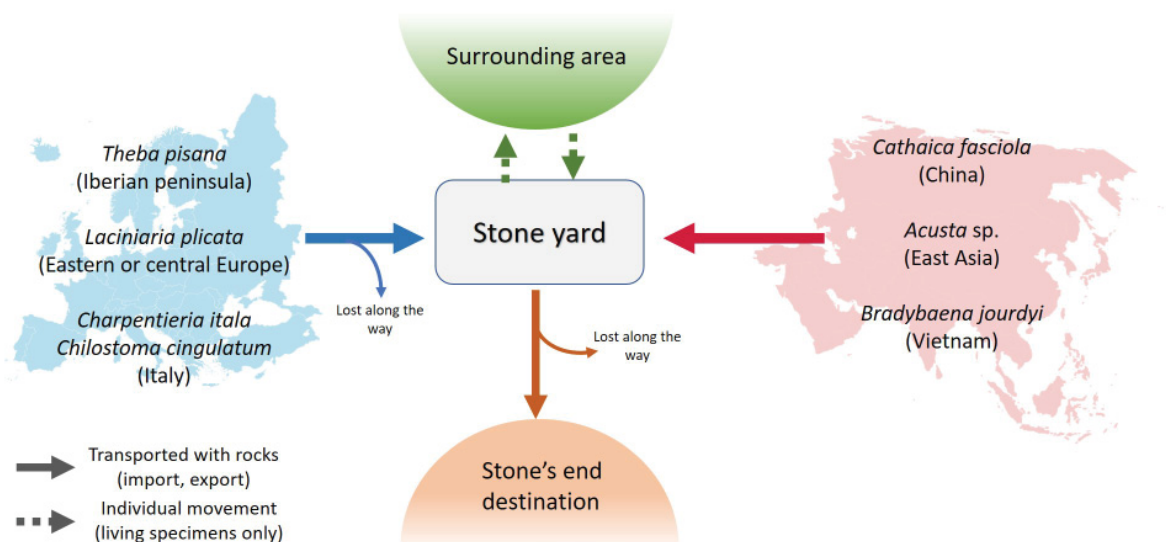 Surrounding area
Theba pisana
(Iberian peninsula)
Laciniaria plicata
(Eastern or central Europe)
Charpentieria itala
Chilostoma cingulatum
(Italy)
Lost along the
way
Stone yard
Cathaica fasciola
(China)
Acusta sp.
(East Asia)
Bradybaena jourdyi
(Vietnam)
Lost along the
way
Stone’s end
destination
Transported with rocks
(import, export)
Individual movement
(living specimens only)